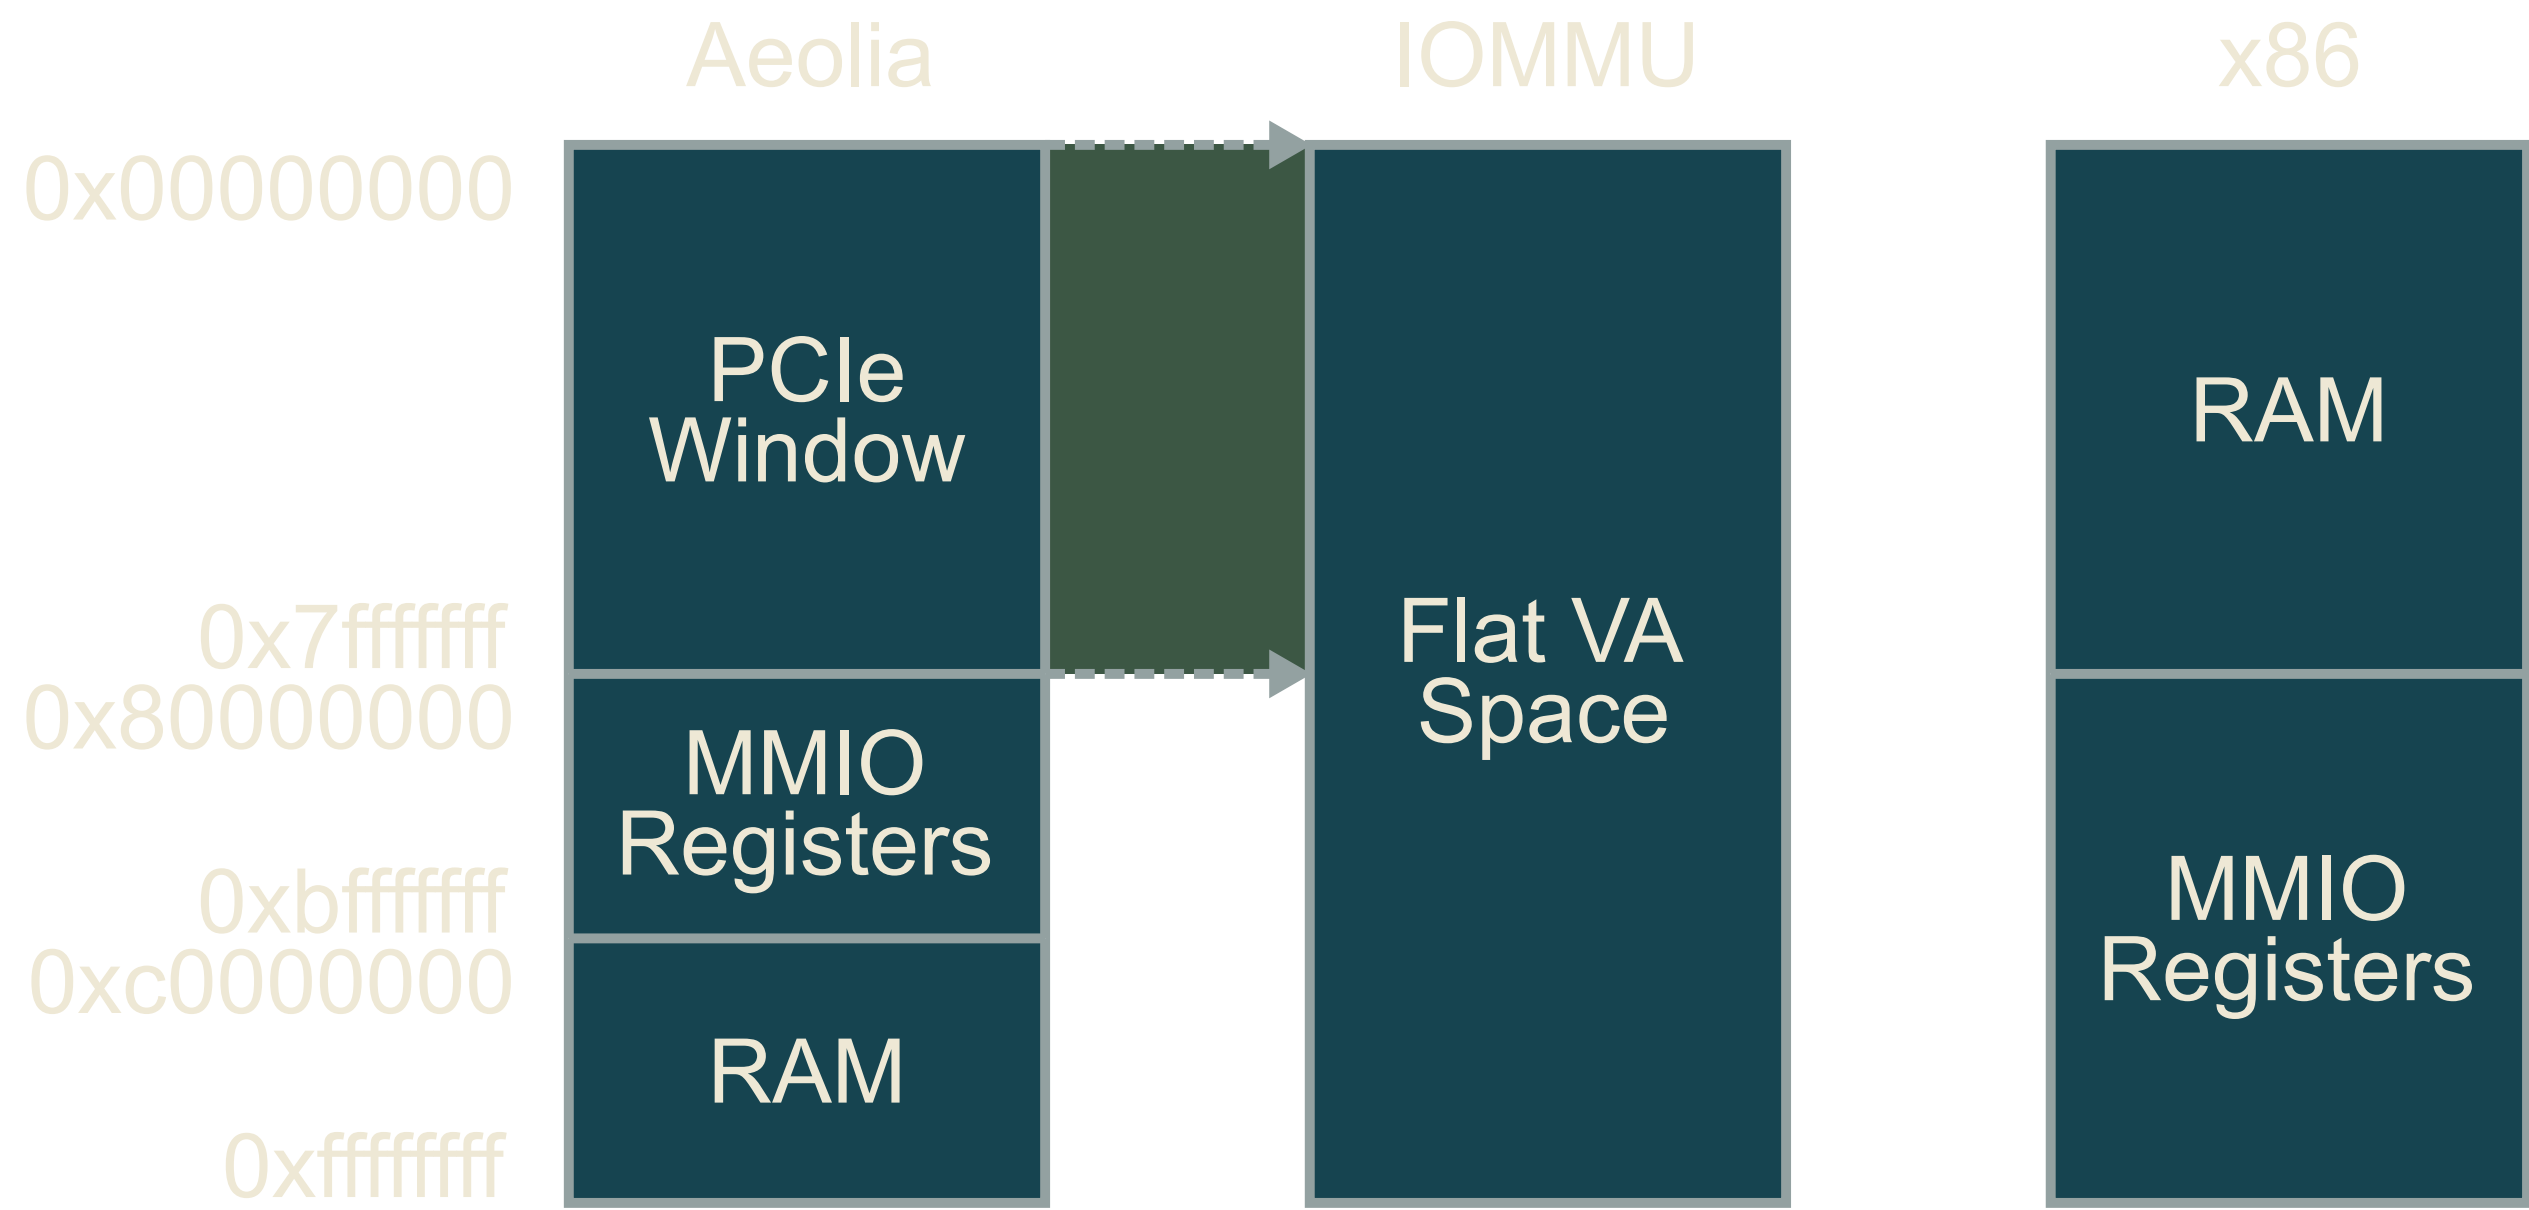 Aeolia
IOMMU
x86
0x00000000
0x7fffffff
0x80000000
0xbfffffff
0xc0000000
0xffffffff
PCIe
Window
MMIO
Registers
RAM
Flat VA
Space
RAM
MMIO
Registers